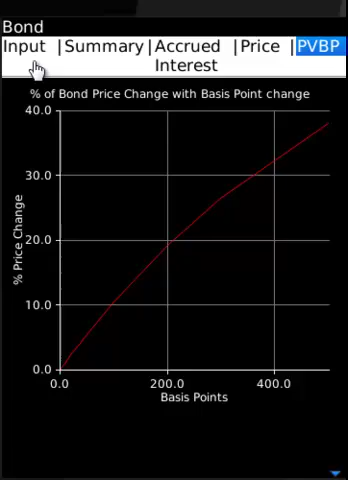 Bond
Input |Summary|Accrued |Price |PVBP
Interest
% of Bond Price Change with Basis Point change
40.0
30.0
20.0
10.0
0.0
% Price Change
0.0 200.0 400.0
Basis Points